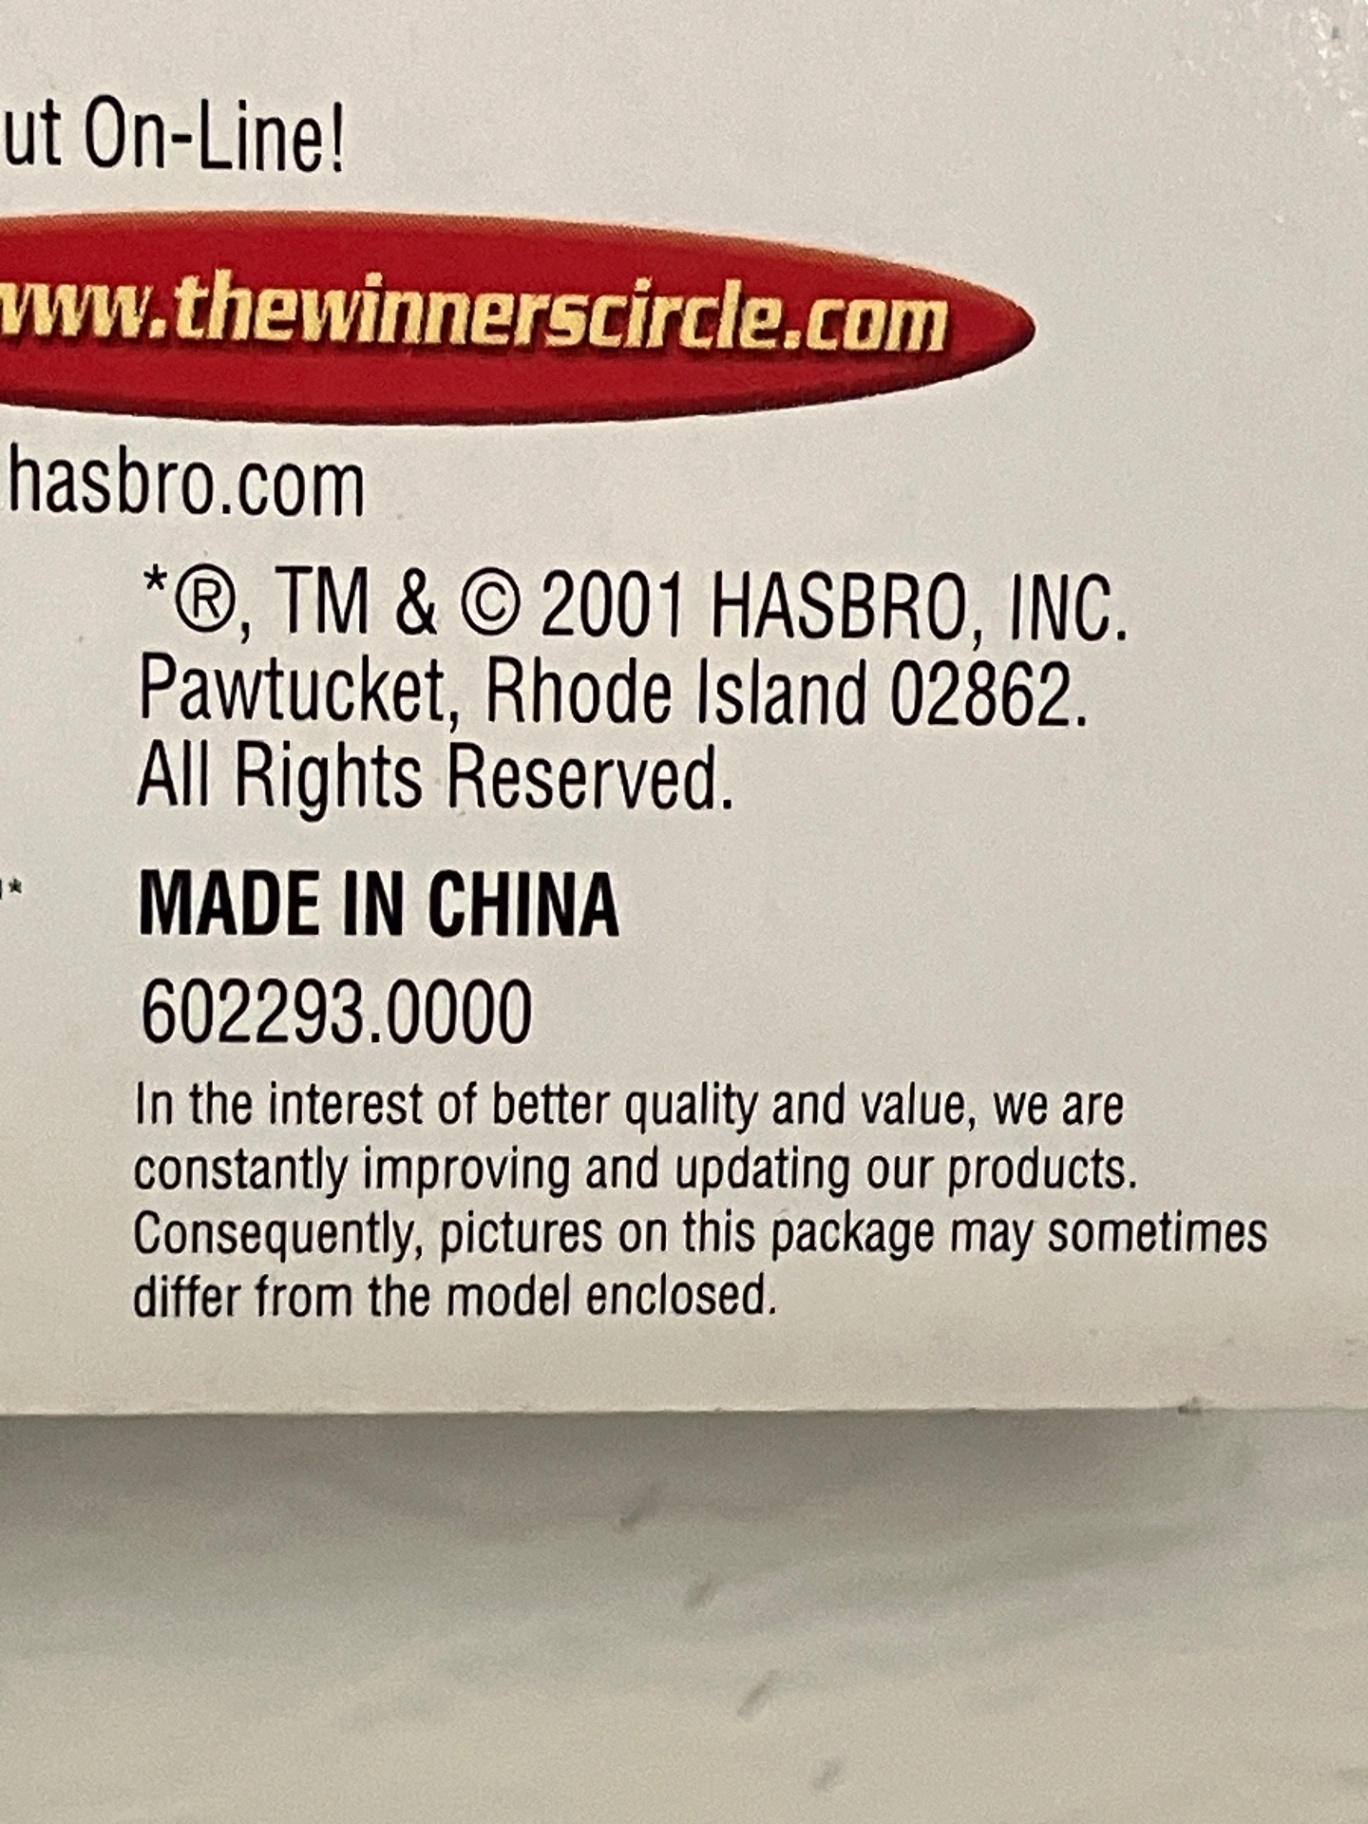 ut On-Line!
www.thewinnerscircle.com
hasbro.com
*®, TM & © 2001 HASBRO, INC.
Pawtucket, Rhode Island 02862.
All Rights Reserved.
*
MADE IN CHINA
602293.0000
In the interest of better quality and value, we are
constantly improving and updating our products.
Consequently, pictures on this package may sometimes
differ from the model enclosed.